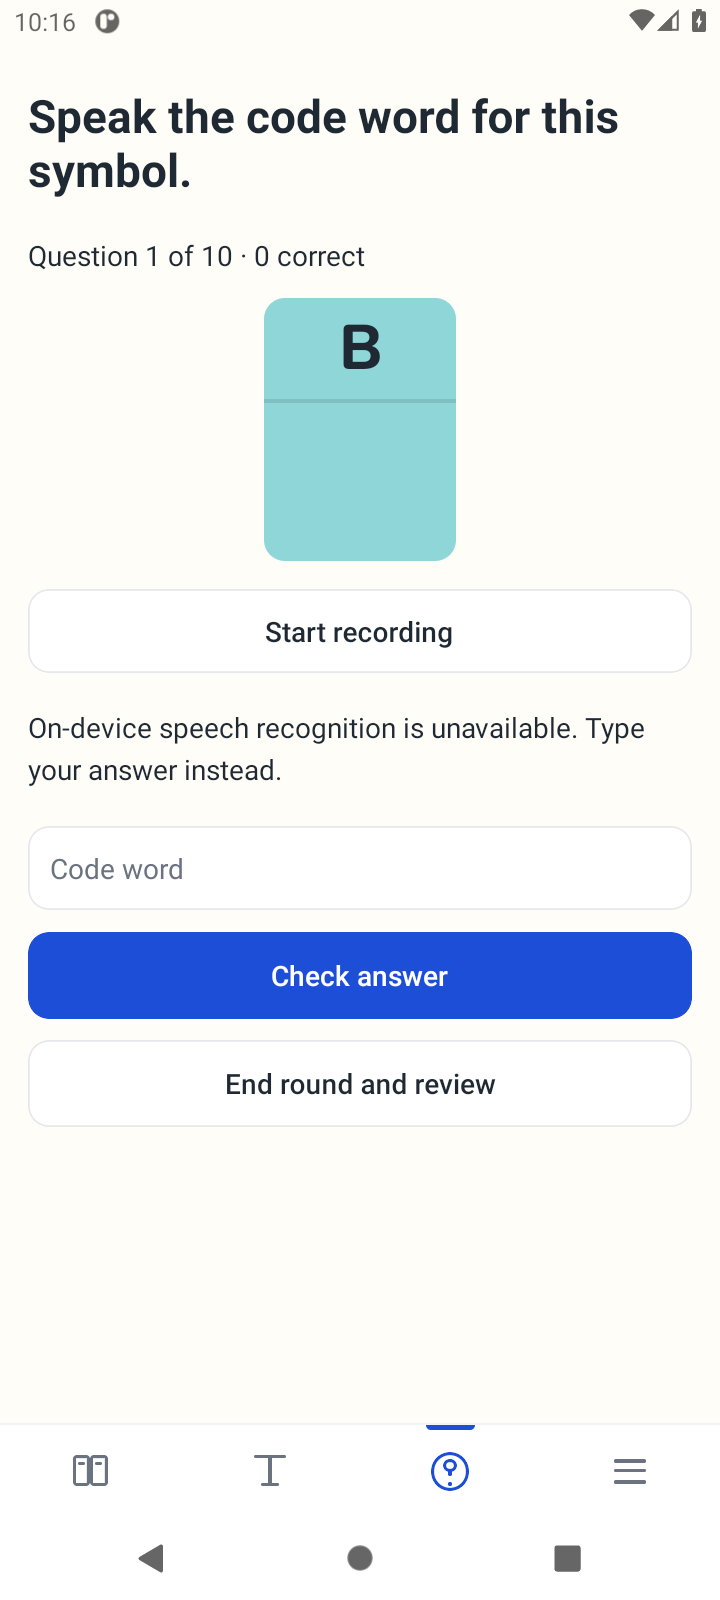 10:16
Speak the code word for this
symbol.
Question 1 of 10 · 0 correct
B
Start recording
On-device speech recognition is unavailable. Type
your answer instead.
Code word
Check answer
End round and review